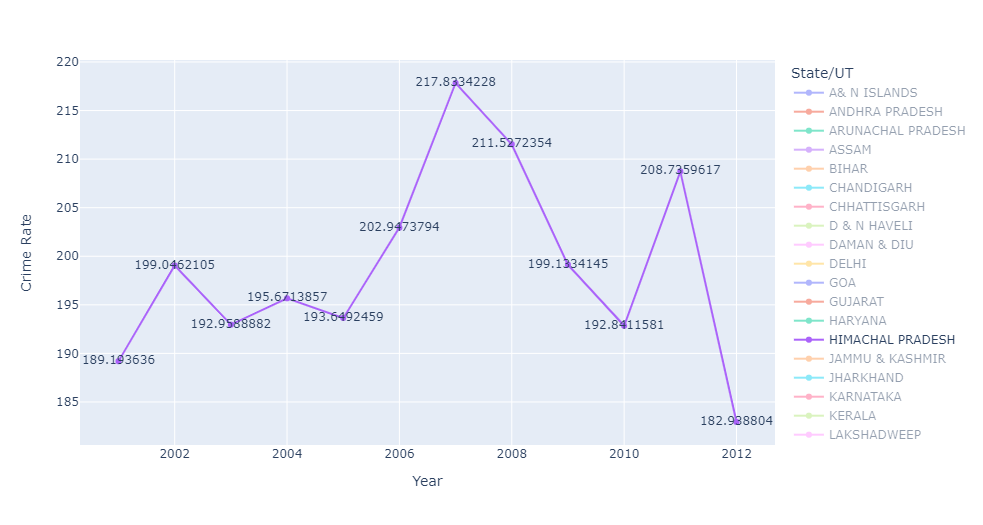 220
215
210
205
200
195
190
185
Crime Rate
217.8334228
211.5272354
208.7359617
202.9473794
199.0462105
199.1334145
195.6713857
193.6492459
192.9588882
192.8411581
189.193636
182.938804
2002
2004
2006
2008
2010
2012
Year
State/UT
A& N ISLANDS
ANDHRA PRADESH
ARUNACHAL PRADESH
ASSAM
BIHAR
CHANDIGARH
CHHATTISGARH
D & N HAVELI
DAMAN & DIU
DELHI
GOA
GUJARAT
HARYANA
HIMACHAL PRADESH
JAMMU & KASHMIR
JHARKHAND
KARNATAKA
KERALA
LAKSHADWEEP